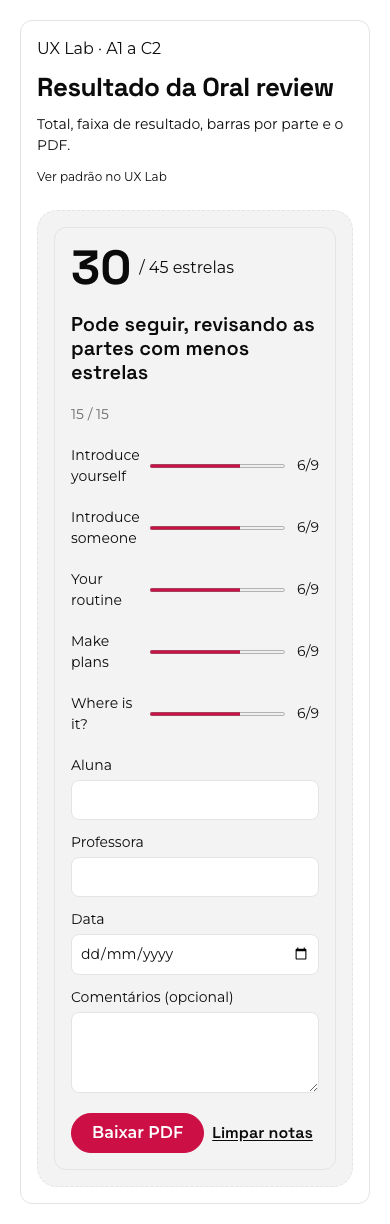 UX Lab · A1 a C2
Resultado da Oral review
Total, faixa de resultado, barras por parte e o
PDF.
Ver padrão no UX Lab
30 / 45 estrelas
Pode seguir, revisando as
partes com menos
estrelas
15 / 15
Introduce
yourself
6/9
Introduce
someone
6/9
Your
routine
6/9
Make
plans
6/9
Where is
it?
6/9
Aluna
Professora
Data
dd/mm/yyyy
Comentários (opcional)
Baixar PDF
Limpar notas